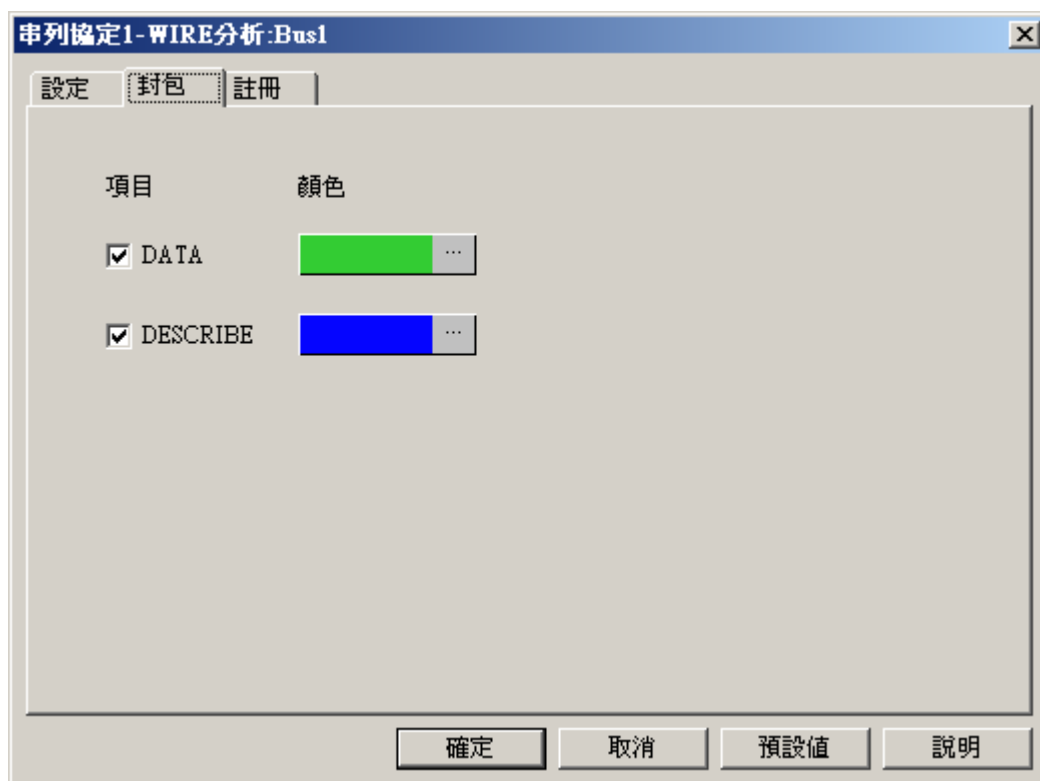 串列協定1-WIRE分析:Bus1
設定 封包 註冊
項目 顏色
DATA ...
DESCRIBE ...
確定 取消 預設值 說明